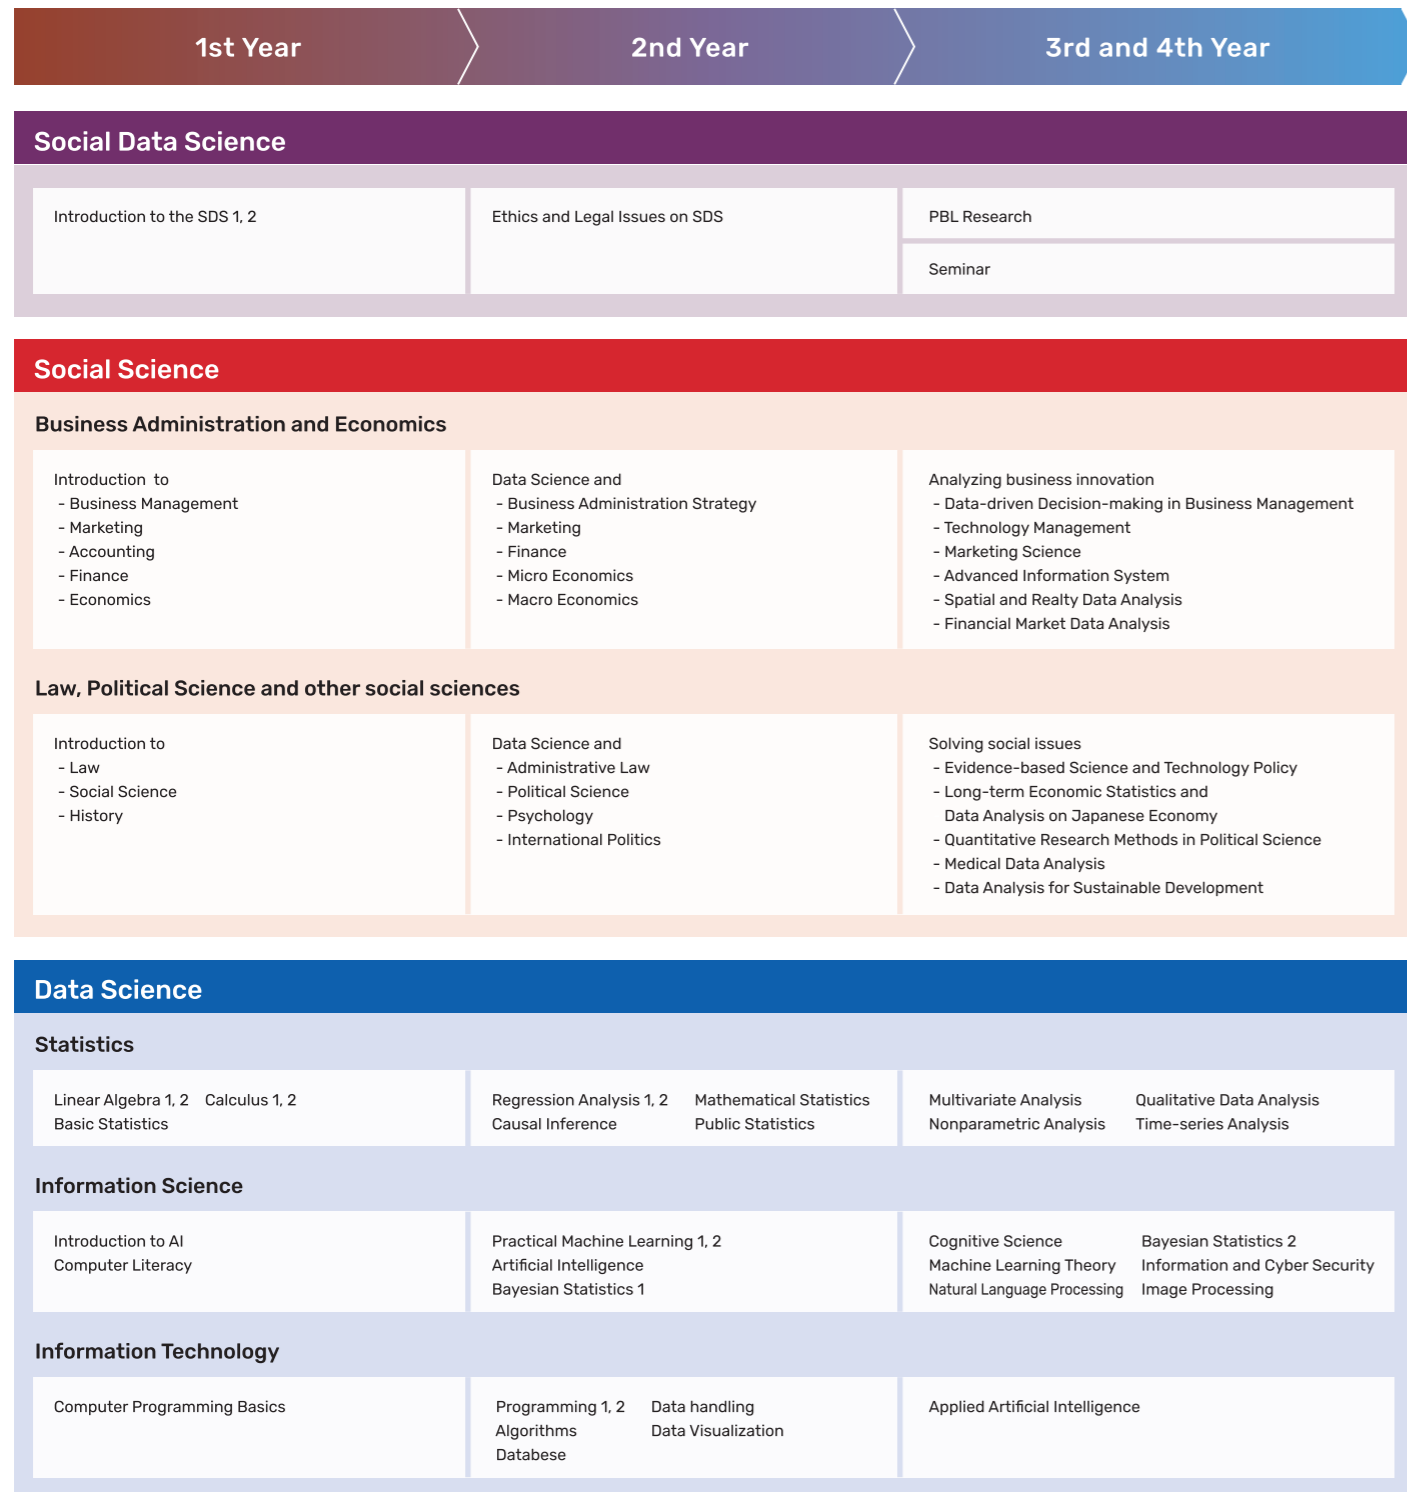 1st Year
2nd Year
3rd and 4th Year
Social Data Science
Introduction to the SDS 1, 2
Ethics and Legal Issues on SDS
PBL Research
Seminar
Social Science
Business Administration and Economics
Introduction to
- Business Management
- Marketing
- Accounting
- Finance
- Economics
Data Science and
- Business Administration Strategy
- Marketing
- Finance
- Micro Economics
- Macro Economics
Analyzing business innovation
- Data-driven Decision-making in Business Management
- Technology Management
- Marketing Science
- Advanced Information System
- Spatial and Realty Data Analysis
- Financial Market Data Analysis
Law, Political Science and other social sciences
Introduction to
- Law
- Social Science
- History
Data Science and
- Administrative Law
- Political Science
- Psychology
- International Politics
Solving social issues
- Evidence-based Science and Technology Policy
- Long-term Economic Statistics and
Data Analysis on Japanese Economy
- Quantitative Research Methods in Political Science
- Medical Data Analysis
- Data Analysis for Sustainable Development
Data Science
Statistics
Linear Algebra 1, 2 Calculus 1, 2
Basic Statistics
Regression Analysis 1, 2 Mathematical Statistics
Causal Inference Public Statistics
Multivariate Analysis Qualitative Data Analysis
Nonparametric Analysis Time-series Analysis
Information Science
Introduction to AI
Computer Literacy
Practical Machine Learning 1, 2
Artificial Intelligence
Bayesian Statistics 1
Cognitive Science Bayesian Statistics 2
Machine Learning Theory Information and Cyber Security
Natural Language Processing Image Processing
Information Technology
Computer Programming Basics
Programming 1, 2 Data handling
Algorithms Data Visualization
Databese
Applied Artificial Intelligence